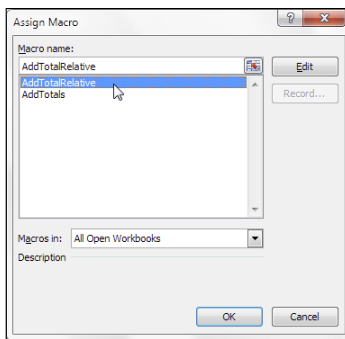 Assign Macro
Macro name:
AddTotalRelative
Edit
AddTotalRelative
Record...
AddTotals
Macros in:
All Open Workbooks
Description
OK
Cancel